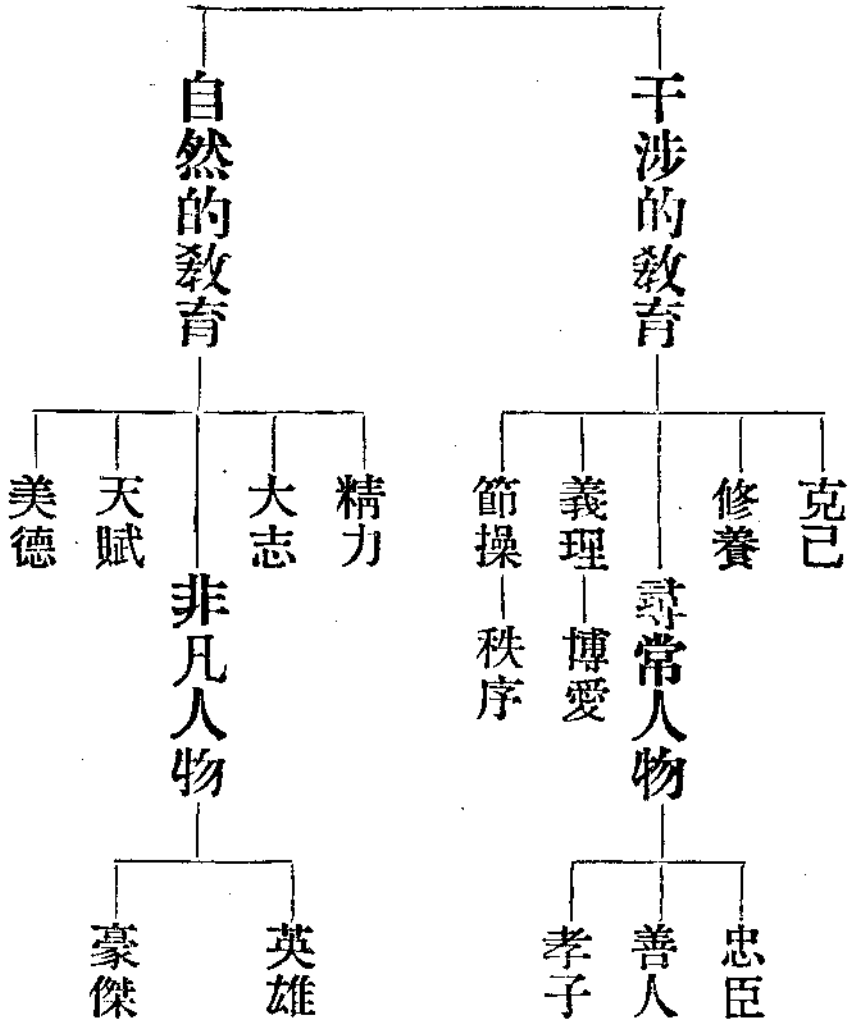 干涉的敎育
克己
修養
尋常人物
義理
博愛
節操
秩序
忠臣
善人
孝子
自然的敎育
精力
大志
非凡人物
天賦
美德
英雄
豪傑